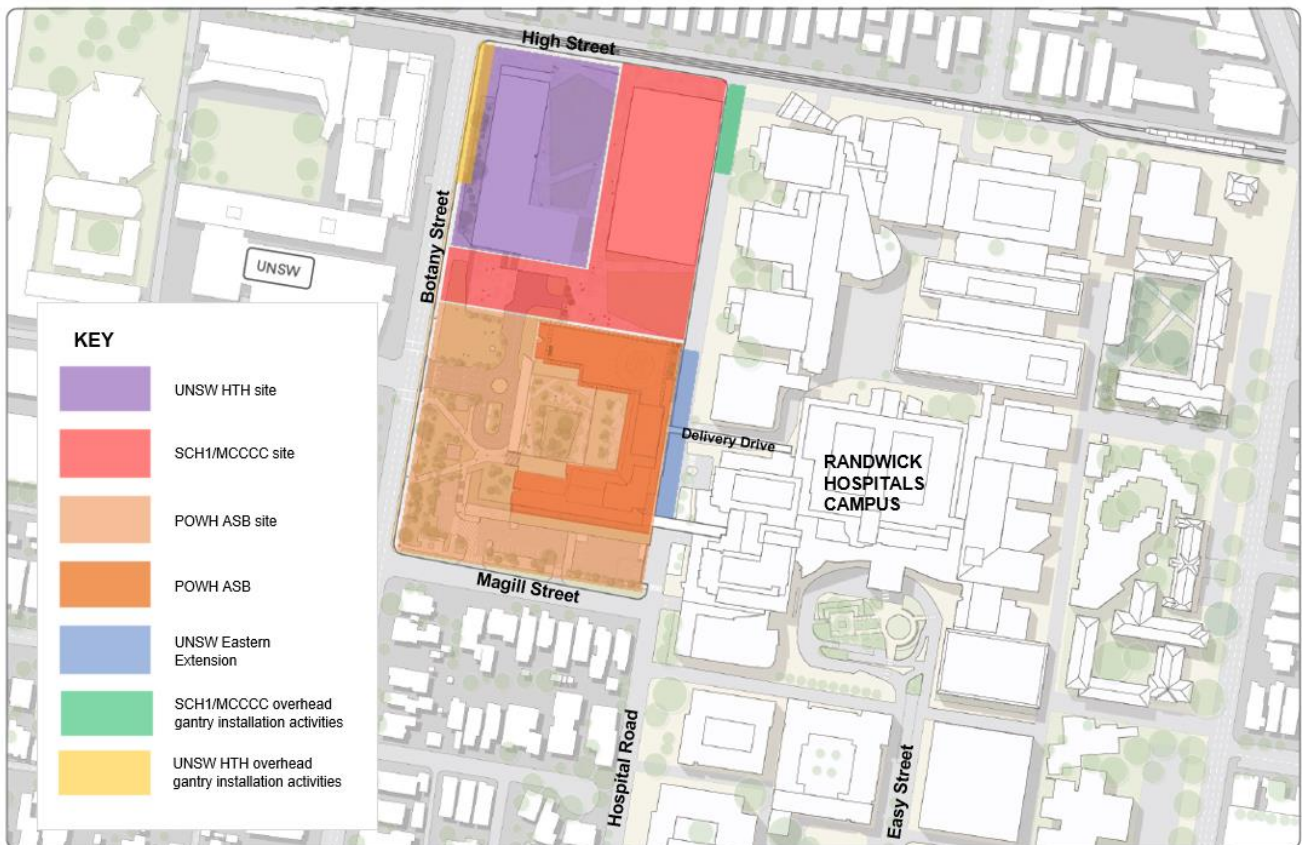 High Street
Botany Street
UNSW
KEY
UNSW HTH site
SCH1/MCCCC site
POWH ASB site
POWH ASB
UNSW Eastern
Extension
SCH1/MCCCC overhead
gantry installation activities
UNSW HTH overhead
gantry installation activities
Delivery Drive
RANDWICK
HOSPITALS
CAMPUS
Magill Street
Hospital Road
Easy Street